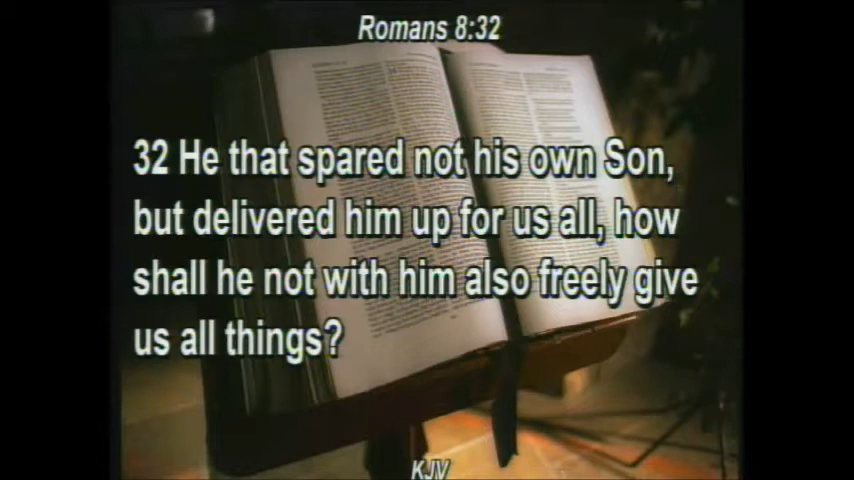 Romans 8:32
32 He that spared not his own Son,
but delivered him up for us all, how
shall he not with him also freely give
us all things?
KJV